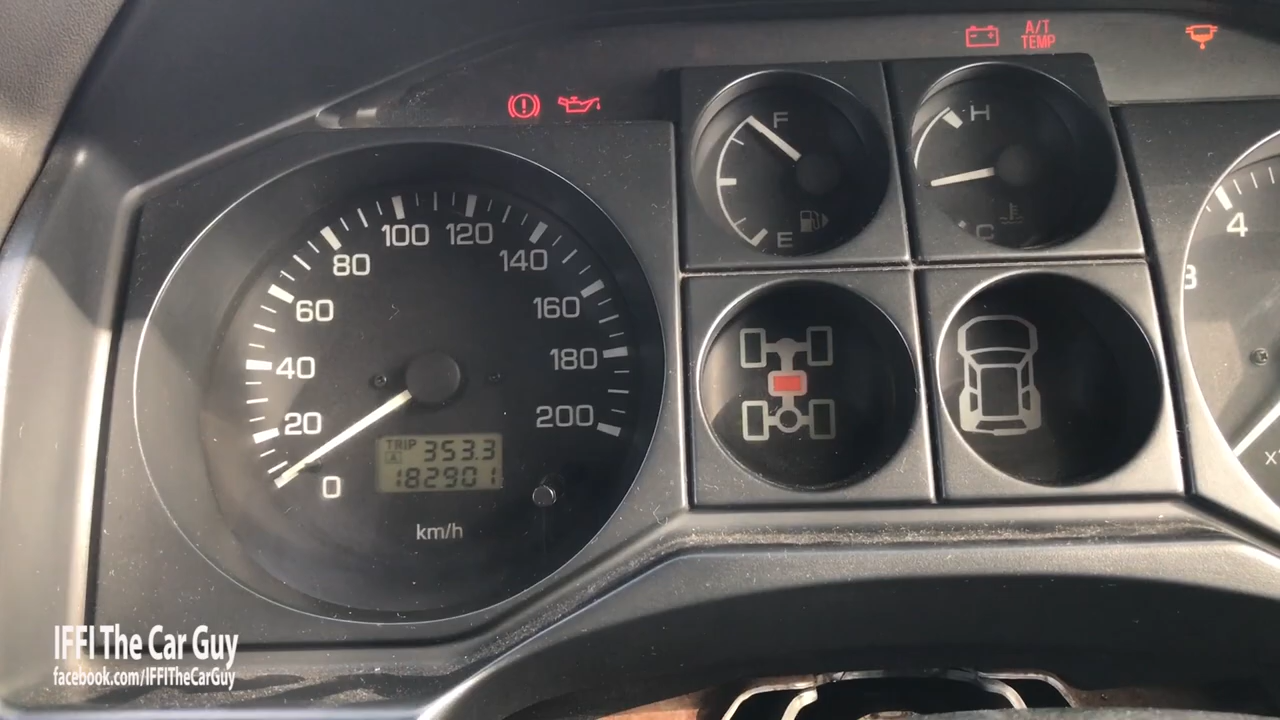 A/T
TEMP
F
E
H
C
0
20
40
60
80
100
120
140
160
180
200
TRIP
A
353.3
182901
km/h
3
4
IFFI The Car Guy
facebook.com/IFFITheCarGuy